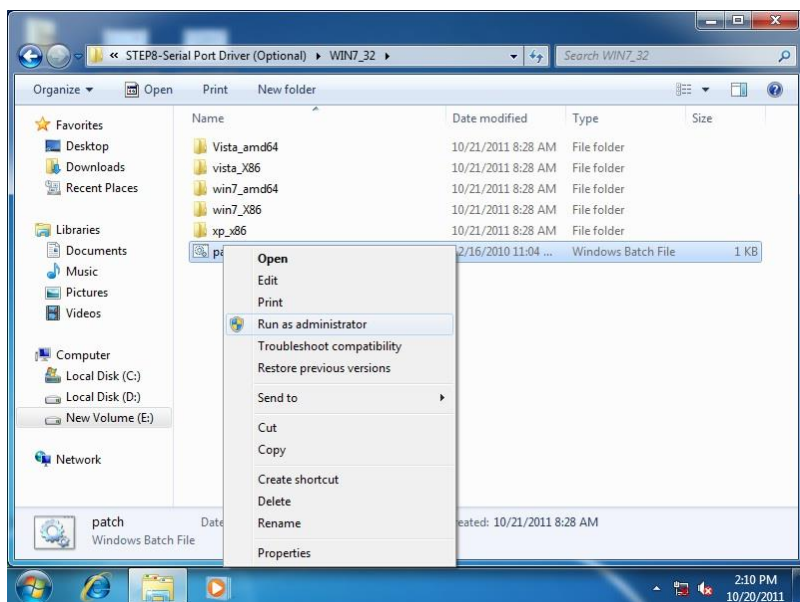 « STEP8-Serial Port Driver (Optional) ▸ WIN7_32 ▸
Search WIN7_32
Organize ▾ Open Print New folder
Name Date modified Type Size
Favorites
Desktop
Downloads
Recent Places
Libraries
Documents
Music
Pictures
Videos
Computer
Local Disk (C:)
Local Disk (D:)
New Volume (E:)
Network
Vista_amd64 10/21/2011 8:28 AM File folder
vista_X86 10/21/2011 8:28 AM File folder
win7_amd64 10/21/2011 8:28 AM File folder
win7_X86 10/21/2011 8:28 AM File folder
xp_x86 10/21/2011 8:28 AM File folder
2/16/2010 11:04 ... Windows Batch File 1 KB
Open
Edit
Print
Run as administrator
Troubleshoot compatibility
Restore previous versions
Send to
Cut
Copy
Create shortcut
Delete
Rename
Properties
patch Date eated: 10/21/2011 8:28 AM
Windows Batch File
2:10 PM
10/20/2011